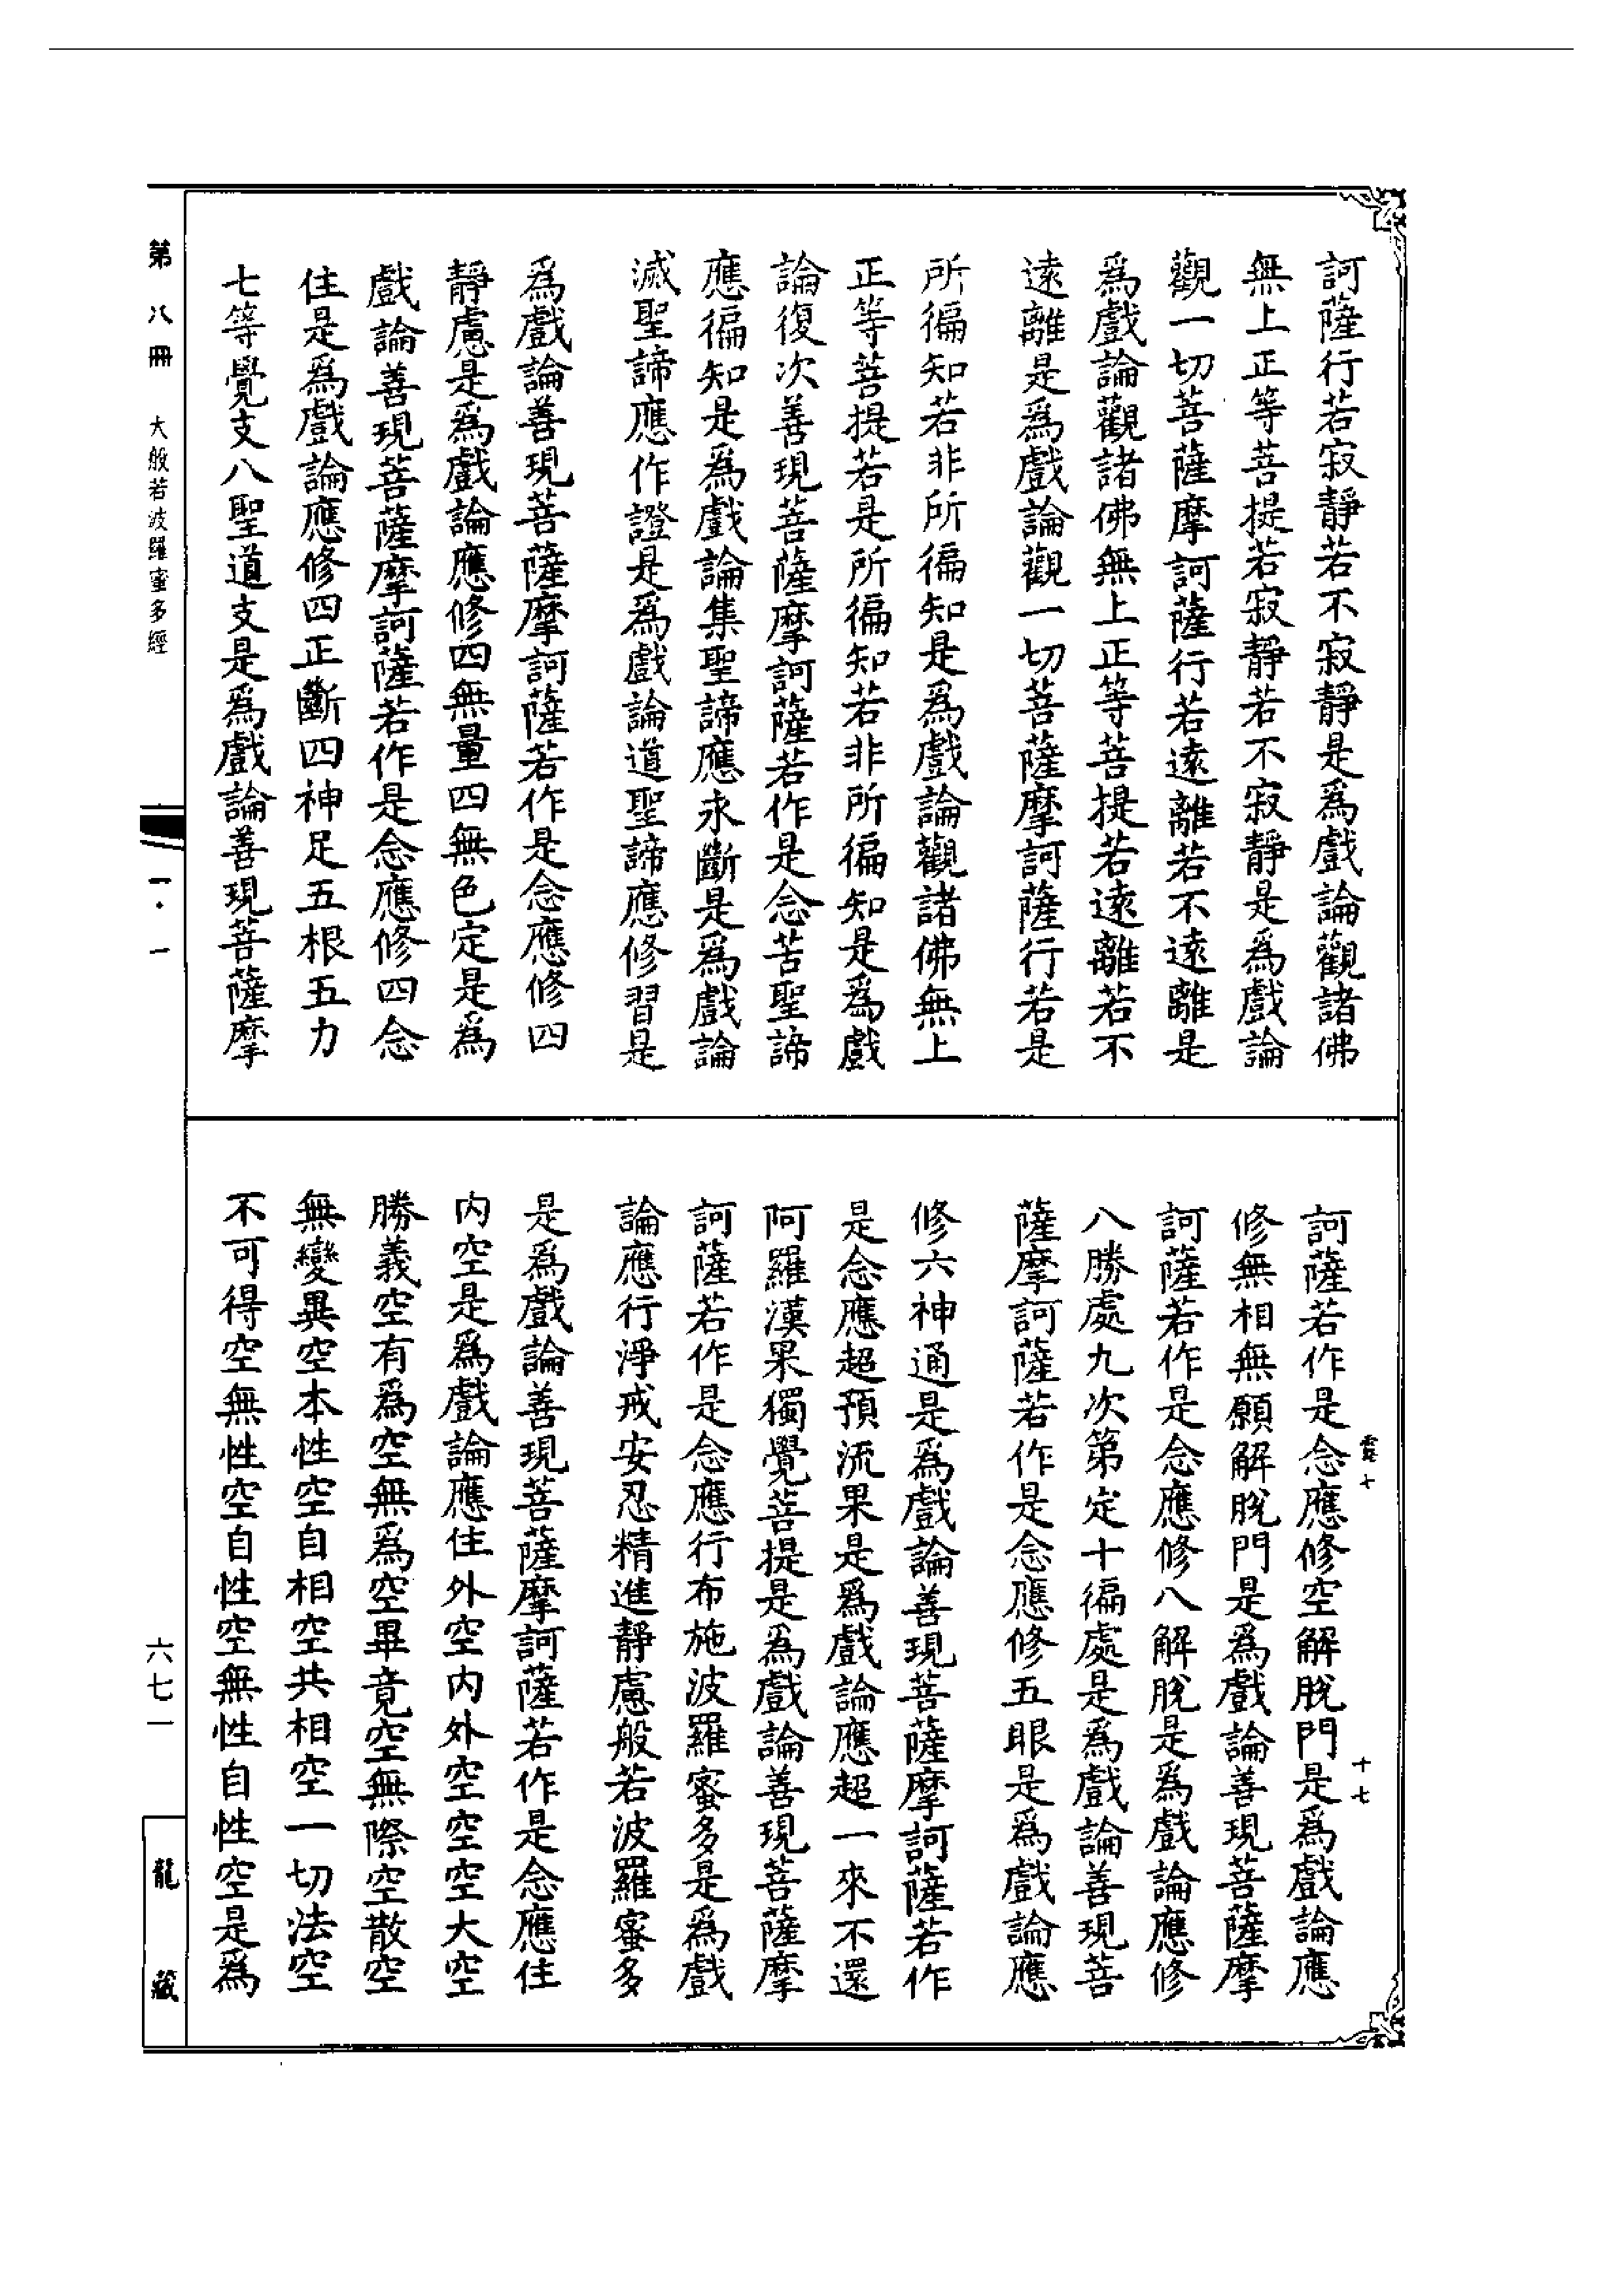 訶薩行若寂靜若不寂靜是爲戲論觀諸佛
無上正等菩提若寂靜若不寂靜是爲戲論
觀一切菩薩摩訶薩行若遠離若不遠離是
爲戲論觀諸佛無上正等菩提若遠離若不
遠離是爲戲論觀一切菩薩摩訶薩行若是
所徧知若非所徧知是爲戲論觀諸佛無上
正等菩提若是所徧知若非所徧知是爲戲
論復次善現菩薩摩訶薩若作是念苦聖諦
應徧知是爲戲論集聖諦應永斷是爲戲論
滅聖諦應作證是爲戲論道聖諦應修習是
爲戲論善現菩薩摩訶薩若作是念應修四
靜慮是爲戲論應修四無量四無色定是爲
戲論善現菩薩摩訶薩若作是念應修四念
住是爲戲論應修四正斷四神足五根五力
七等覺支八聖道支是爲戲論善現菩薩摩
訶薩若作是念應修空解脫門是爲戲論應
修無相無願解脫門是爲戲論善現菩薩摩
訶薩若作是念應修八解脫是爲戲論應修
八勝處九次第定十徧處是爲戲論善現菩
薩摩訶薩若作是念應修五眼是爲戲論應
修六神通是爲戲論善現菩薩摩訶薩若作
是念應超預流果是爲戲論應超一來不還
阿羅漢果獨覺菩提是爲戲論善現菩薩摩
訶薩若作是念應行布施波羅蜜多是爲戲
論應行淨戒安忍精進靜慮般若波羅蜜多
是爲戲論善現菩薩摩訶薩若作是念應住
内空是爲戲論應住外空内外空空空大空
勝義空有爲空無爲空畢竟空無際空散空
無變異空本性空自相空共相空一切法空
不可得空無性空自性空無性自性空是爲
十七
第八冊 大般若波羅蜜多經
一·一
六七一
龍藏